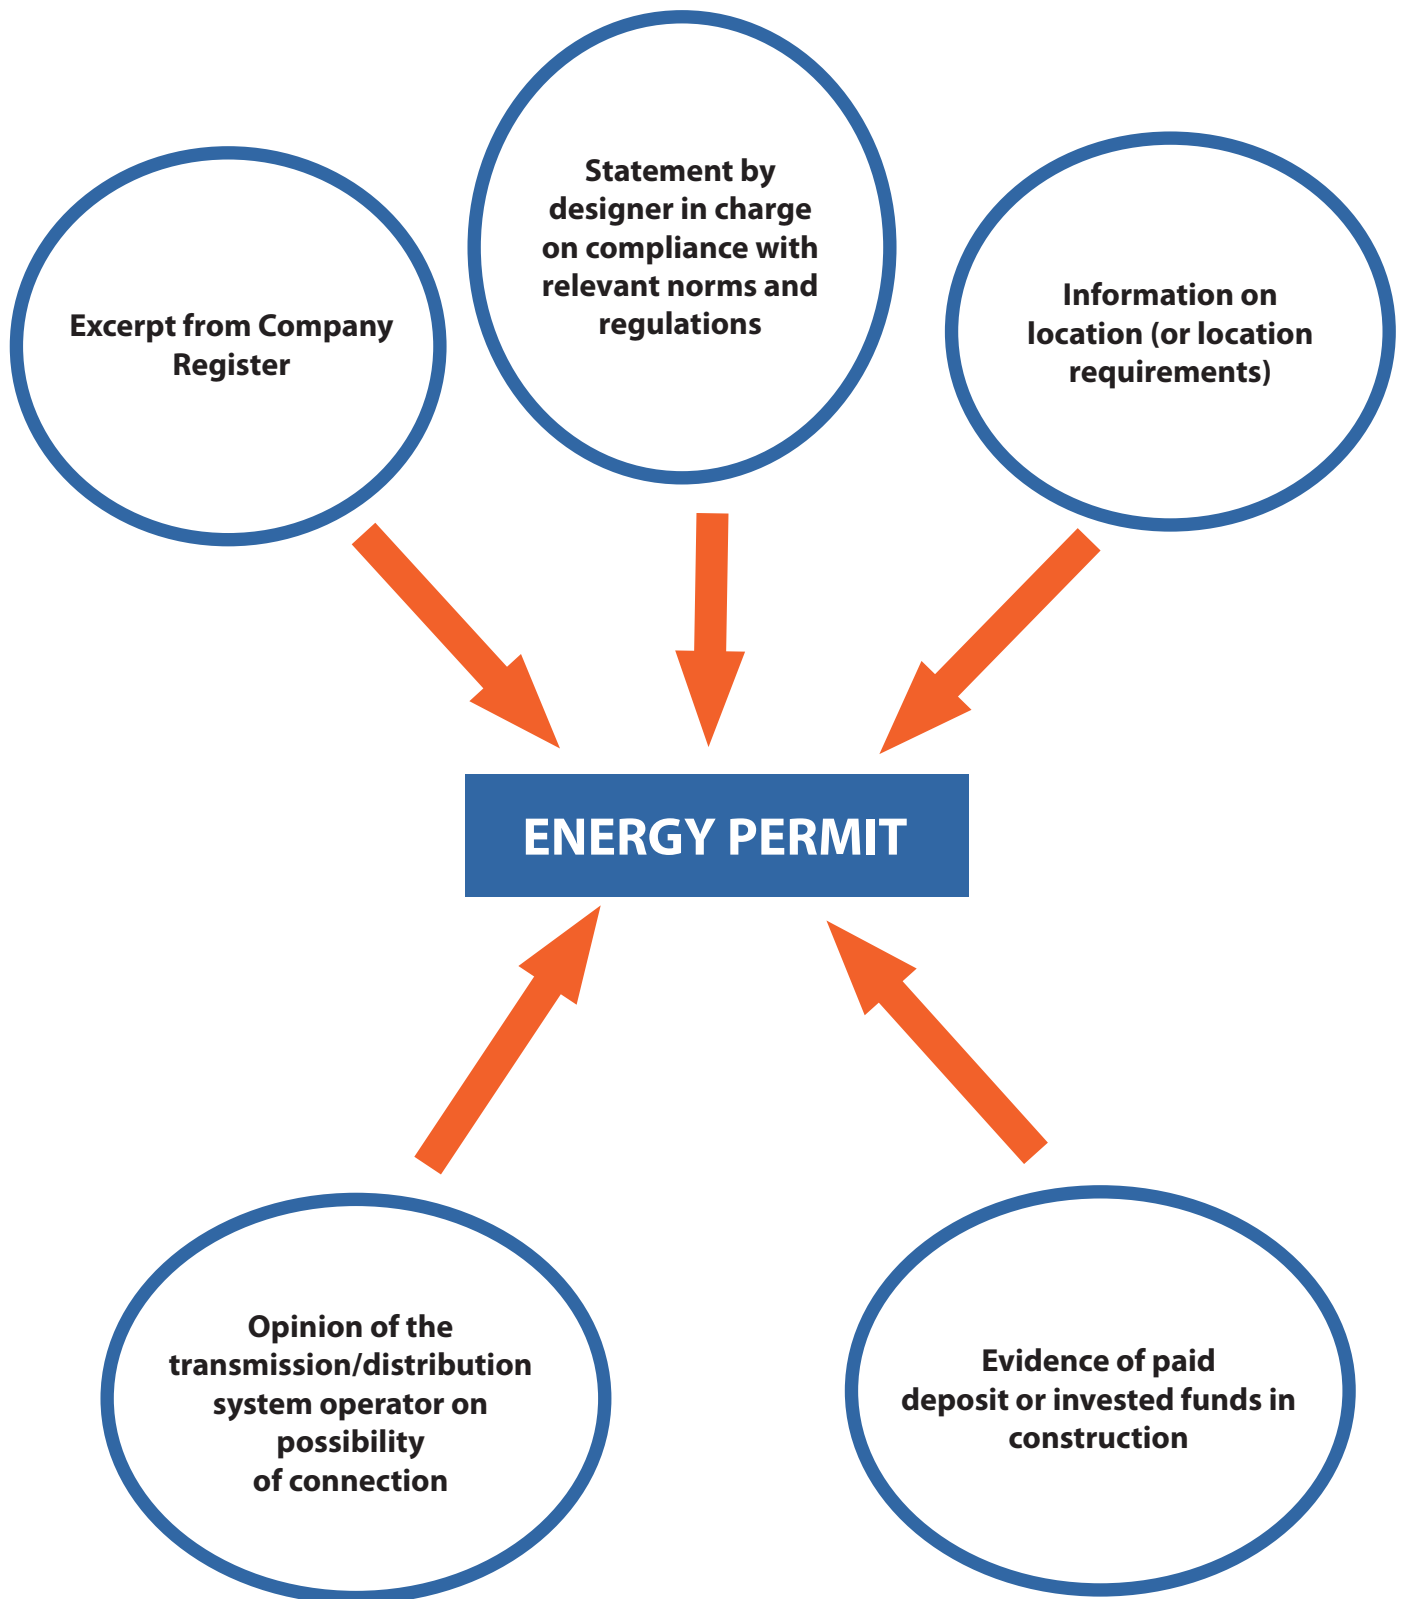 Statement by
designer in charge
on compliance with
relevant norms and
regulations
Excerpt from Company
Register
Information on
location (or location
requirements)
ENERGY PERMIT
Opinion of the
transmission/distribution
system operator on
possibility
of connection
Evidence of paid
deposit or invested funds in
construction